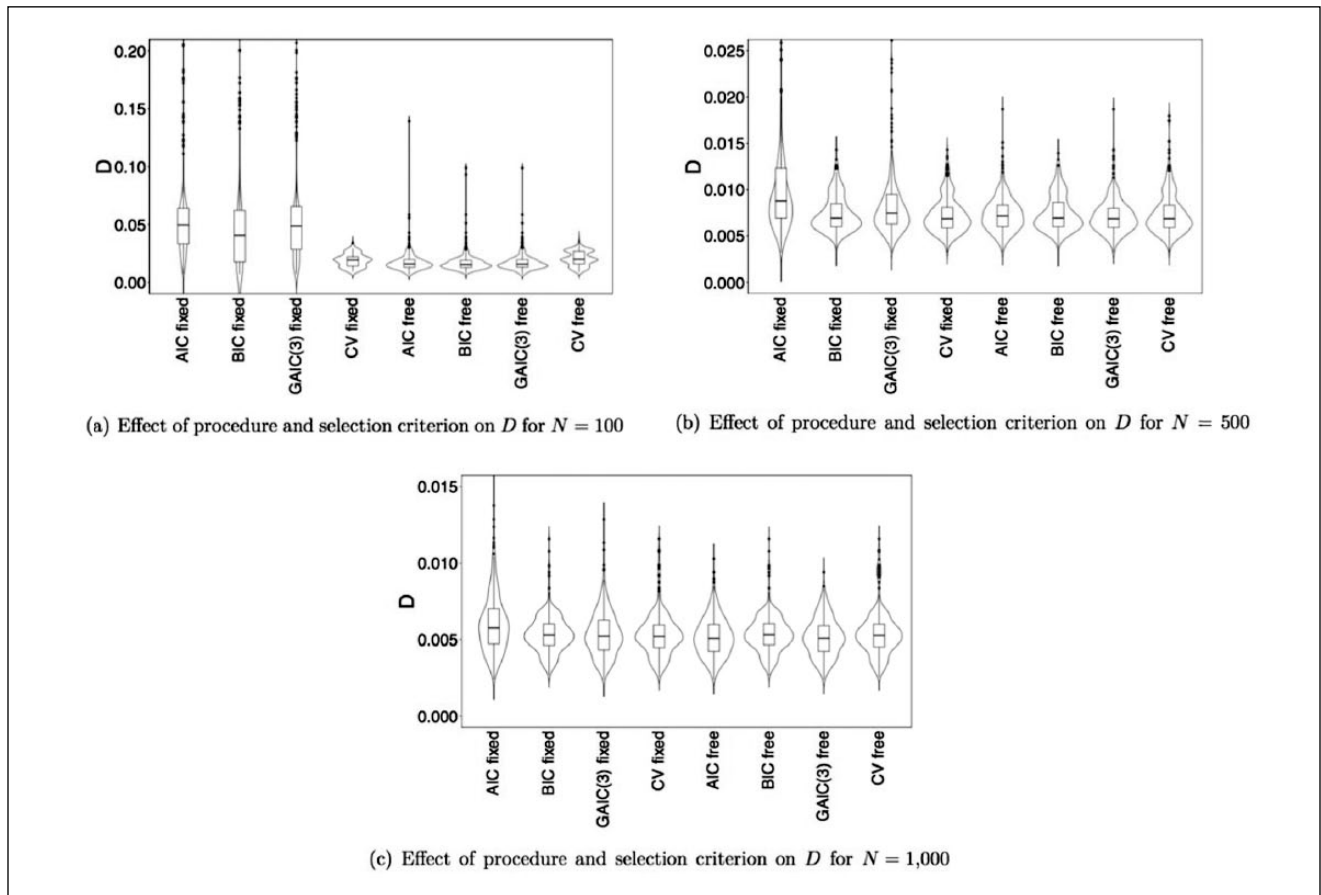 0.20
0.15
0.10
0.05
0.00
D
AIC fixed
BIC fixed
GAIC(3) fixed
CV fixed
AIC free
BIC free
GAIC(3) free
CV free
(a) Effect of procedure and selection criterion on D for N = 100
0.025
0.020
0.015
0.010
0.005
0.000
D
AIC fixed
BIC fixed
GAIC(3) fixed
CV fixed
AIC free
BIC free
GAIC(3) free
CV free
(b) Effect of procedure and selection criterion on D for N = 500
0.015
0.010
0.005
0.000
D
AIC fixed
BIC fixed
GAIC(3) fixed
CV fixed
AIC free
BIC free
GAIC(3) free
CV free
(c) Effect of procedure and selection criterion on D for N = 1,000